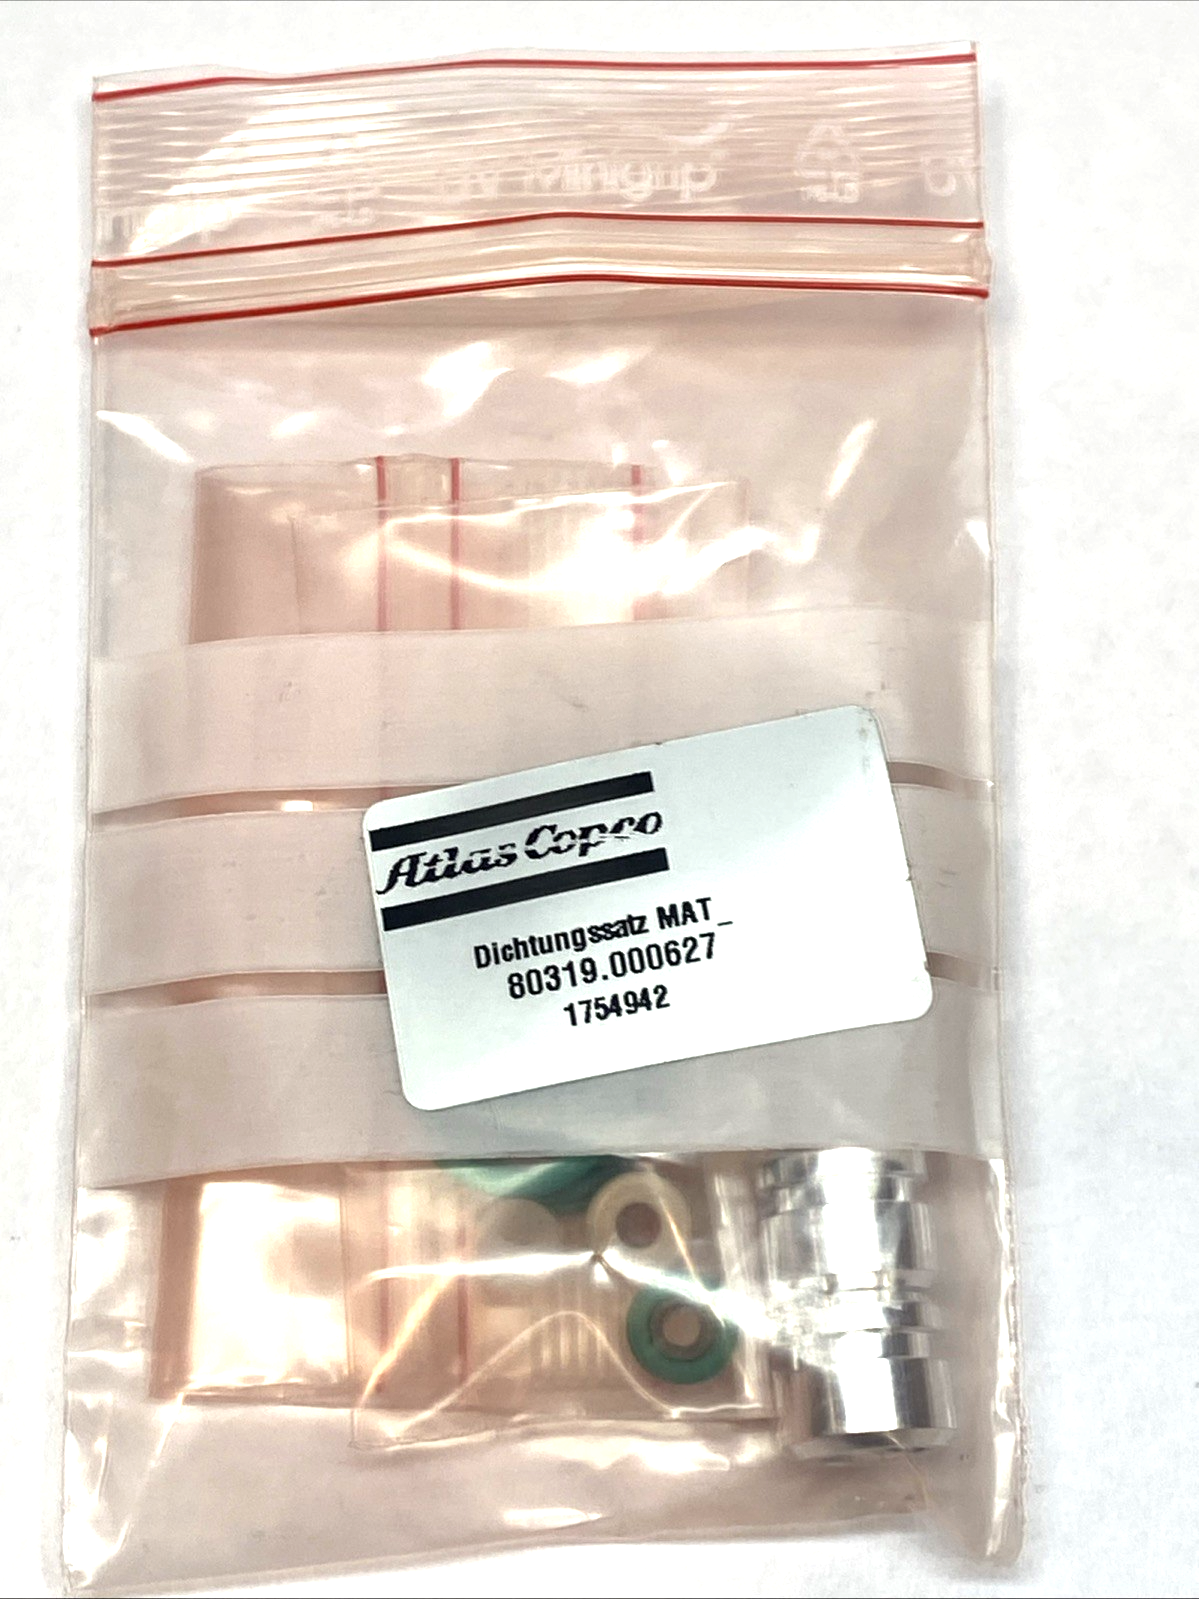 Atlas Copco
Dichtungssatz MAT_
80319.000627
1754942